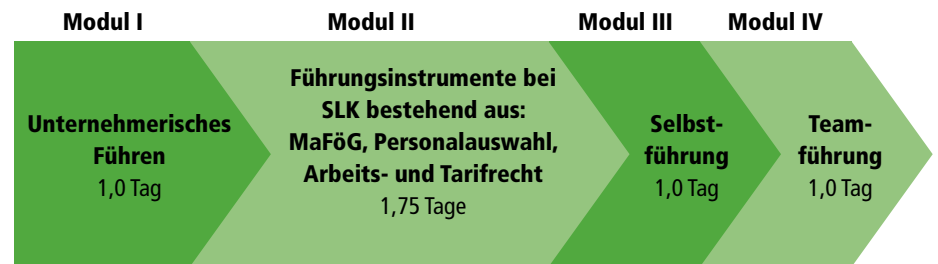 Modul I
Modul II
Modul III
Modul IV
Unternehmerisches
Führen
1,0 Tag
Führungsinstrumente bei
SLK bestehend aus:
MaFöG, Personalauswahl,
Arbeits- und Tarifrecht
1,75 Tage
Selbst-
führung
1,0 Tag
Team-
führung
1,0 Tag